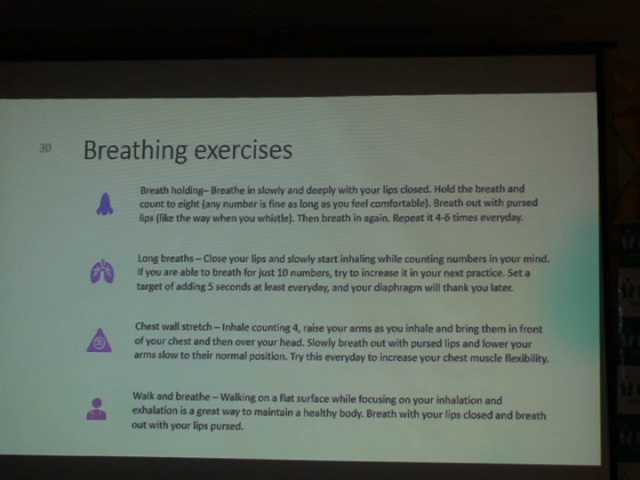 30
Breathing exercises
Breath holding– Breathe in slowly and deeply with your lips closed. Hold the breath and
count to eight (any number is fine as long as you feel comfortable). Breath out with pursed
lips (like the way when you whistle). Then breath in again. Repeat it 4-6 times everyday.
Long breaths – Close your lips and slowly start inhaling while counting numbers in your mind.
If you are able to breath for just 10 numbers, try to increase it in your next practice. Set a
target of adding 5 seconds at least everyday, and your diaphragm will thank you later.
Chest wall stretch – Inhale counting 4, raise your arms as you inhale and bring them in front
of your chest and then over your head. Slowly breath out with pursed lips and lower your
arms slow to their normal position. Try this everyday to increase your chest muscle flexibility.
Walk and breathe – Walking on a flat surface while focusing on your inhalation and
exhalation is a great way to maintain a healthy body. Breath with your lips closed and breath
out with your lips pursed.